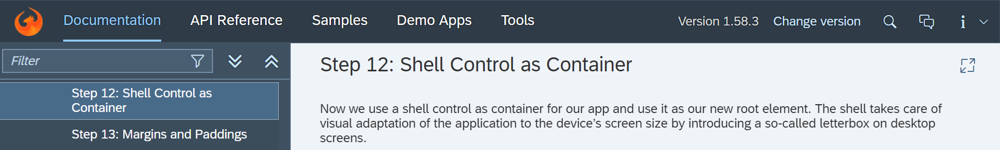 Documentation API Reference Samples Demo Apps Tools Version 1.58.3 Change version
Filter
Step 12: Shell Control as
Container
Step 13: Margins and Paddings
Step 12: Shell Control as Container
Now we use a shell control as container for our app and use it as our new root element. The shell takes care of
visual adaptation of the application to the device’s screen size by introducing a so-called letterbox on desktop
screens.